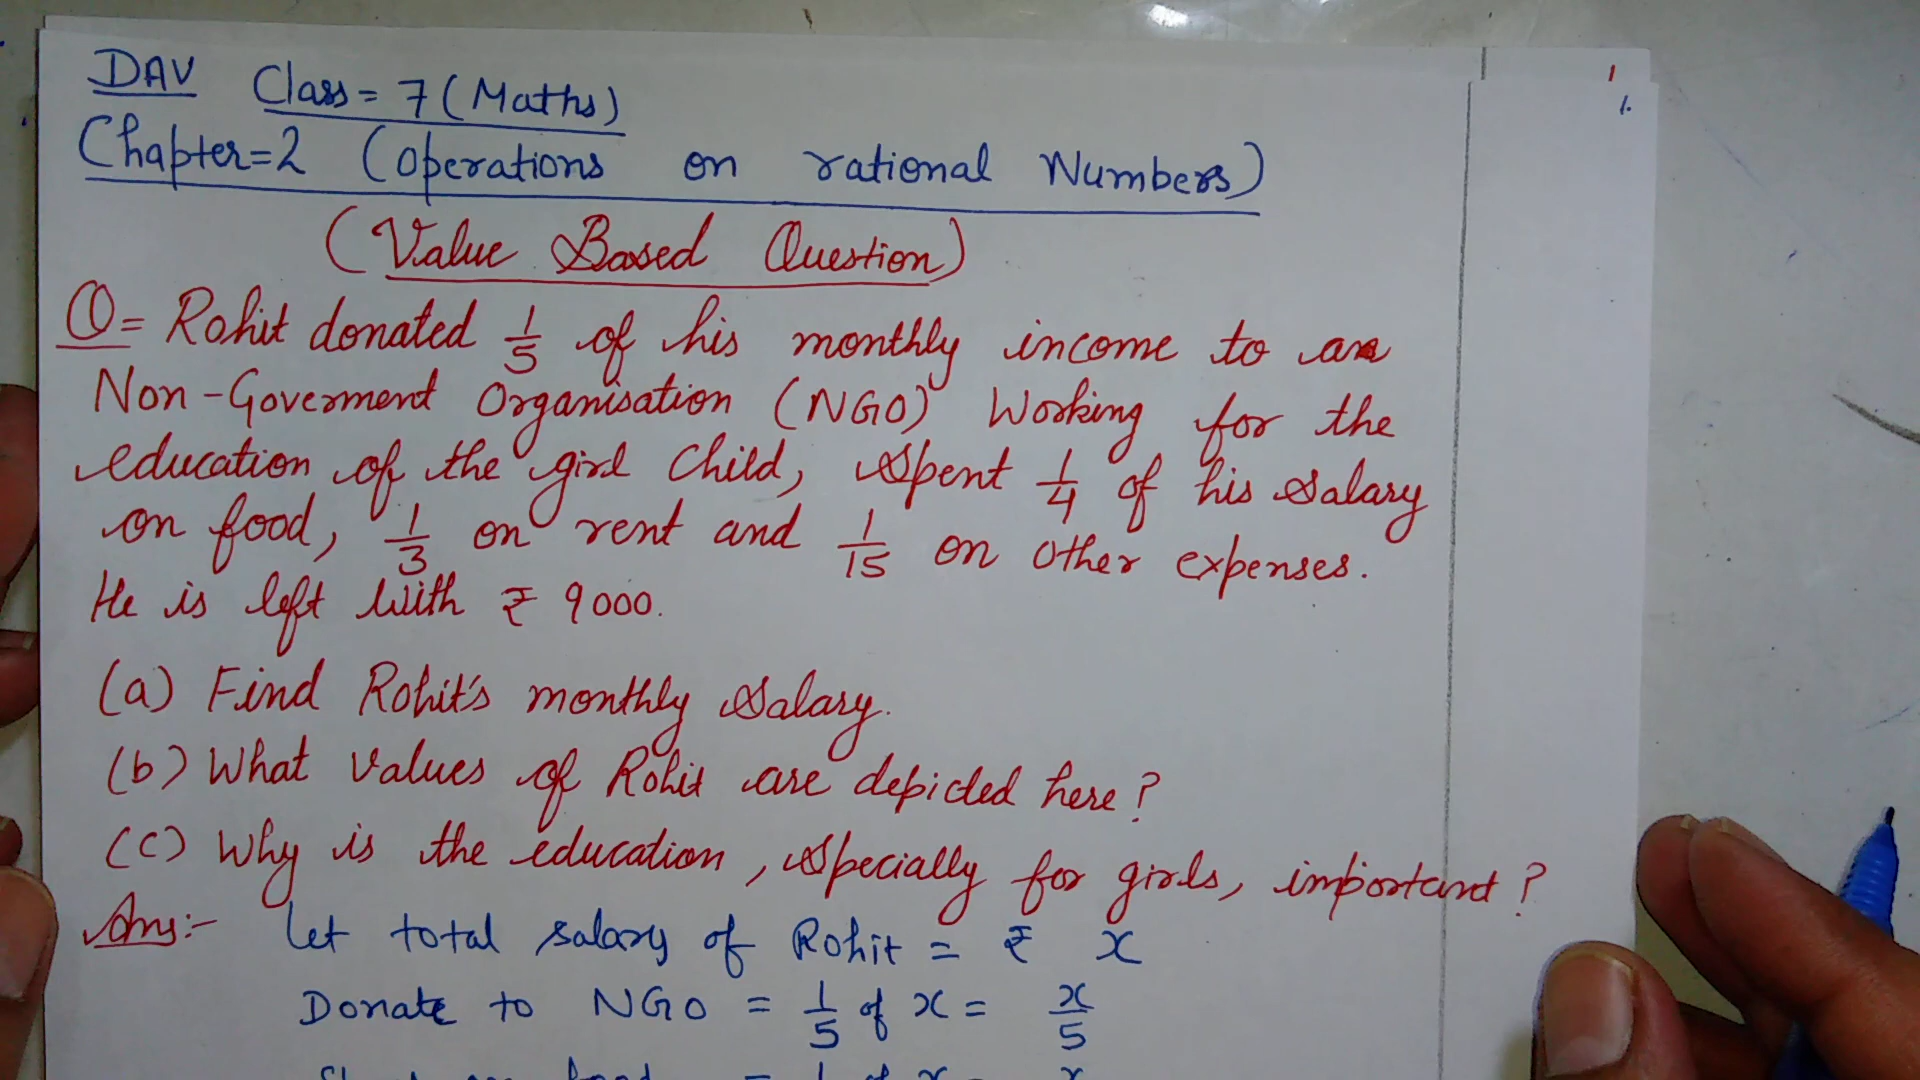 DAV Class = 7 (Maths)
Chapter=2 (Operations on rational Numbers)
(Value Based Question)
Q= Rohit donated 1/5 of his monthly income to an
Non-Goverment Organisation (NGO) Working for the
education of the girl child, Spent 1/4 of his Salary
on food, 1/3 on rent and 1/15 on other expenses.
He is left with ₹ 9000.
(a) Find Rohit's monthly Salary.
(b) What values of Rohit are depicted here?
(c) Why is the education, specially for girls, important?
Ans:- Let total salary of Rohit = ₹ x
Donate to NGO = 1/5 of x = x/5